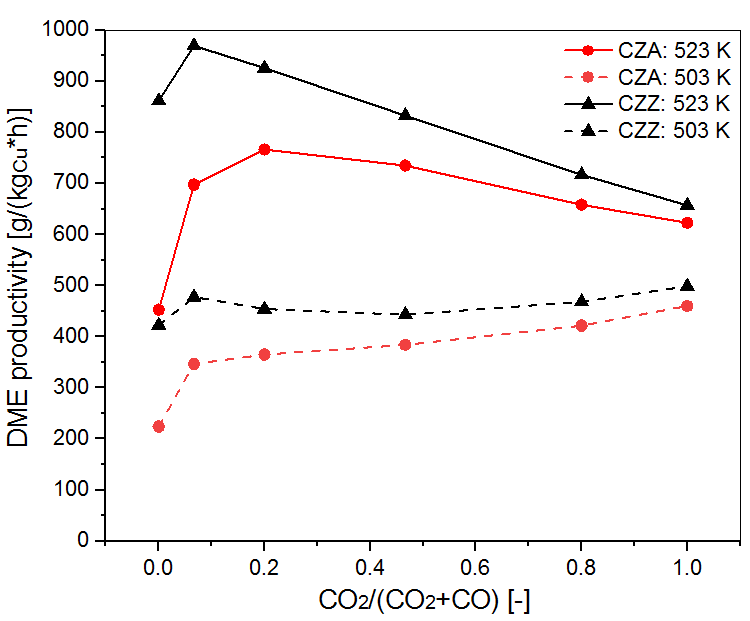 1000
900
800
700
600
500
400
300
200
100
0
DME productivity [g/(kgCu*h)]
CZA: 523 K
CZA: 503 K
CZZ: 523 K
CZZ: 503 K
0.0 0.2 0.4 0.6 0.8 1.0
CO2/(CO2+CO) [-]